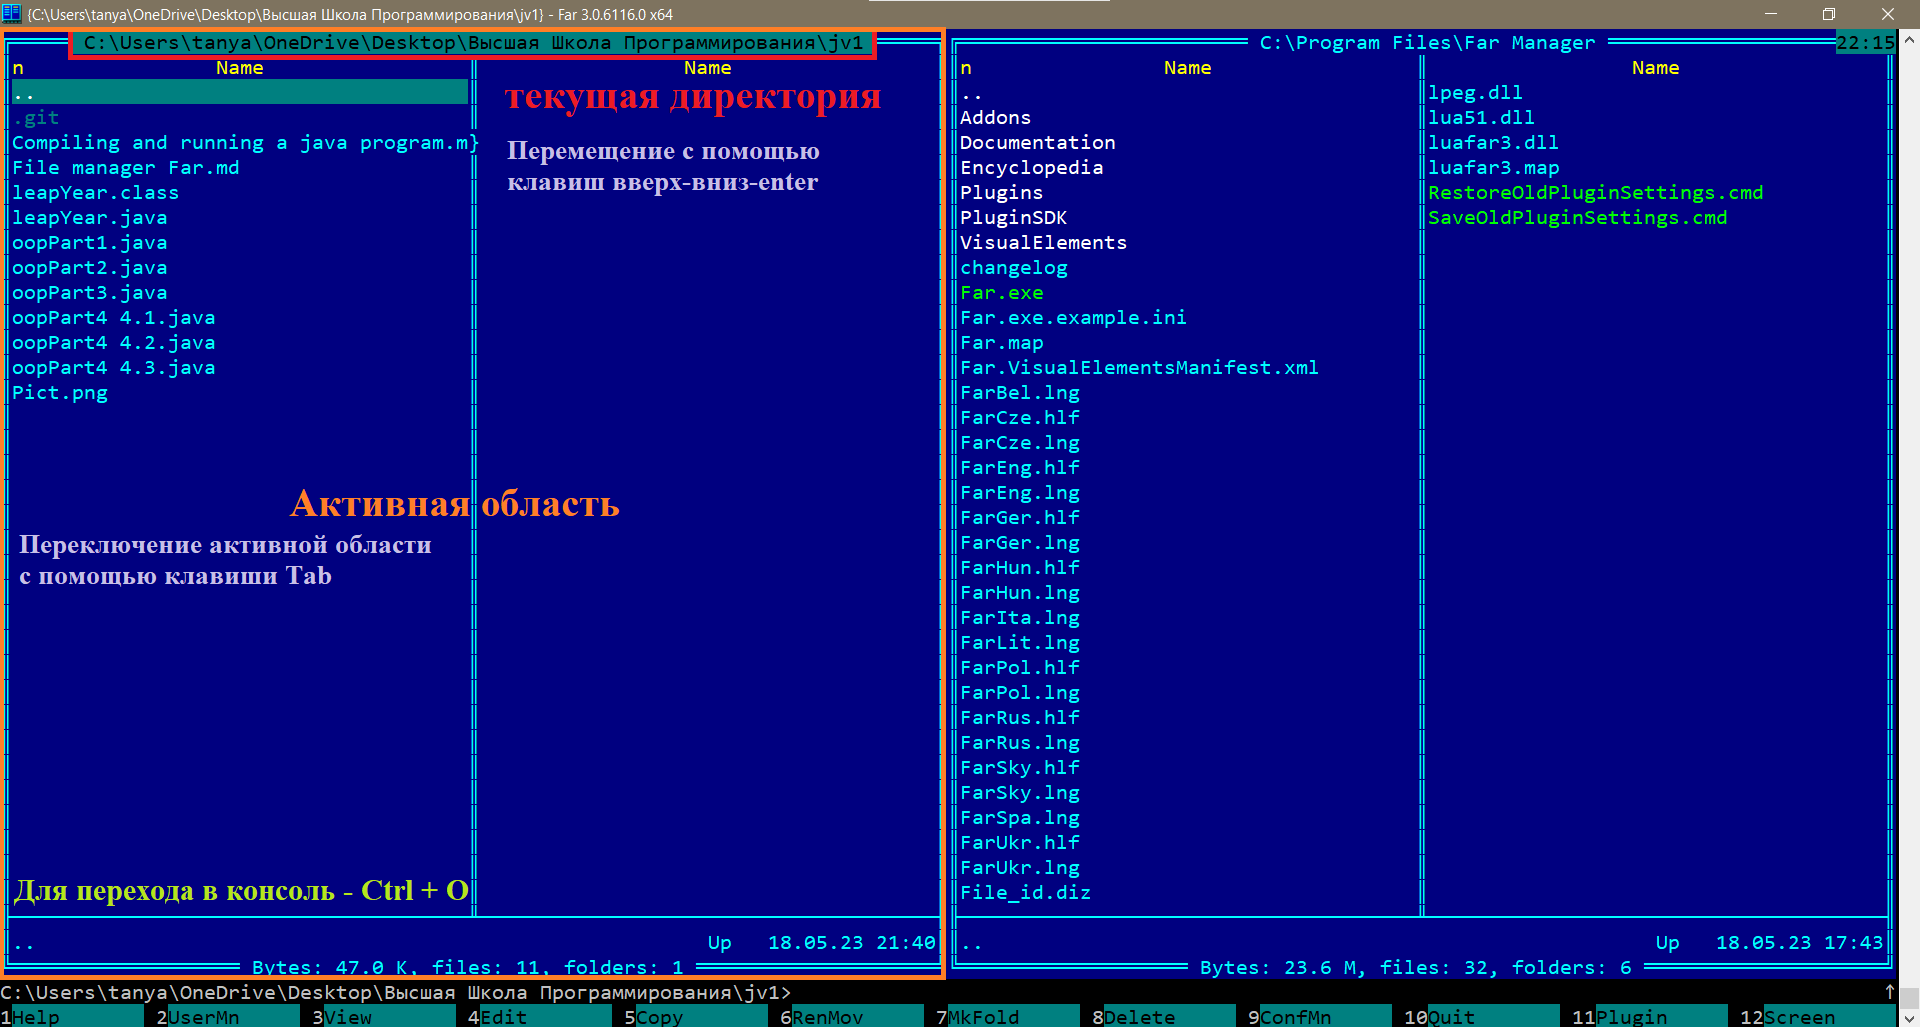 {C:\Users\tanya\OneDrive\Desktop\Высшая Школа Программирования\jv1} - Far 3.0.6116.0 x64
C:\Users\tanya\OneDrive\Desktop\Высшая Школа Программирования\jv1
n Name Name
..
.git
Compiling and running a java program.m}
File manager Far.md
leapYear.class
leapYear.java
oopPart1.java
oopPart2.java
oopPart3.java
oopPart4 4.1.java
oopPart4 4.2.java
oopPart4 4.3.java
Pict.png
текущая директория
Перемещение с помощью
клавиш вверх-вниз-enter
Активная область
Переключение активной области
с помощью клавиши Tab
Для перехода в консоль - Ctrl + O
.. Up 18.05.23 21:40
Bytes: 47.0 K, files: 11, folders: 1
C:\Program Files\Far Manager 22:15
n Name Name
..
Addons
Documentation
Encyclopedia
Plugins
PluginSDK
VisualElements
changelog
Far.exe
Far.exe.example.ini
Far.map
Far.VisualElementsManifest.xml
FarBel.lng
FarCze.hlf
FarCze.lng
FarEng.hlf
FarEng.lng
FarGer.hlf
FarGer.lng
FarHun.hlf
FarHun.lng
FarIta.lng
FarLit.lng
FarPol.hlf
FarPol.lng
FarRus.hlf
FarRus.lng
FarSky.hlf
FarSky.lng
FarSpa.lng
FarUkr.hlf
FarUkr.lng
File_id.diz
lpeg.dll
lua51.dll
luafar3.dll
luafar3.map
RestoreOldPluginSettings.cmd
SaveOldPluginSettings.cmd
.. Up 18.05.23 17:43
Bytes: 23.6 M, files: 32, folders: 6
C:\Users\tanya\OneDrive\Desktop\Высшая Школа Программирования\jv1>
1Help 2UserMn 3View 4Edit 5Copy 6RenMov 7MkFold 8Delete 9ConfMn 10Quit 11Plugin 12Screen